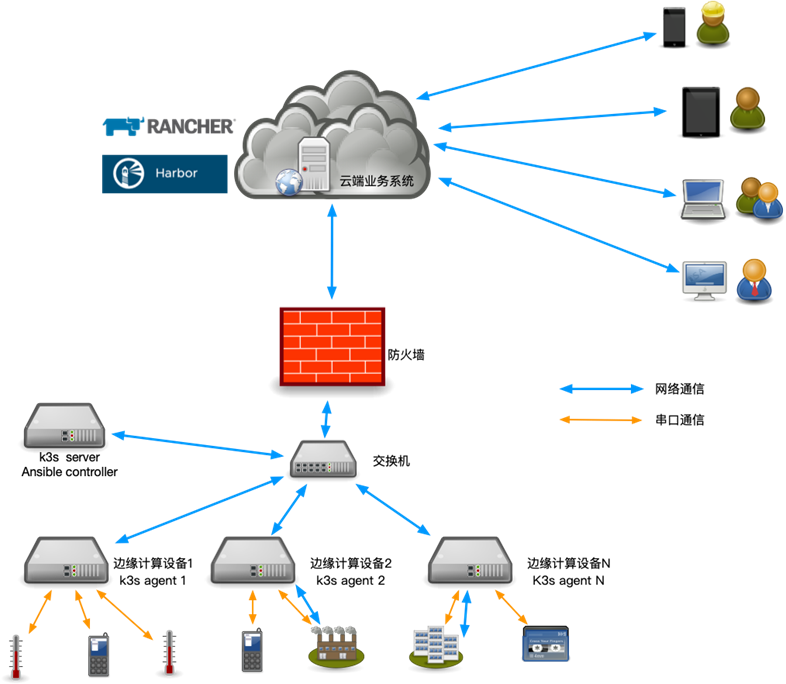 RANCHER
Harbor
云端业务系统
防火墙
网络通信
串口通信
k3s server
Ansible controller
交换机
边缘计算设备1
k3s agent 1
边缘计算设备2
k3s agent 2
边缘计算设备N
K3s agent N